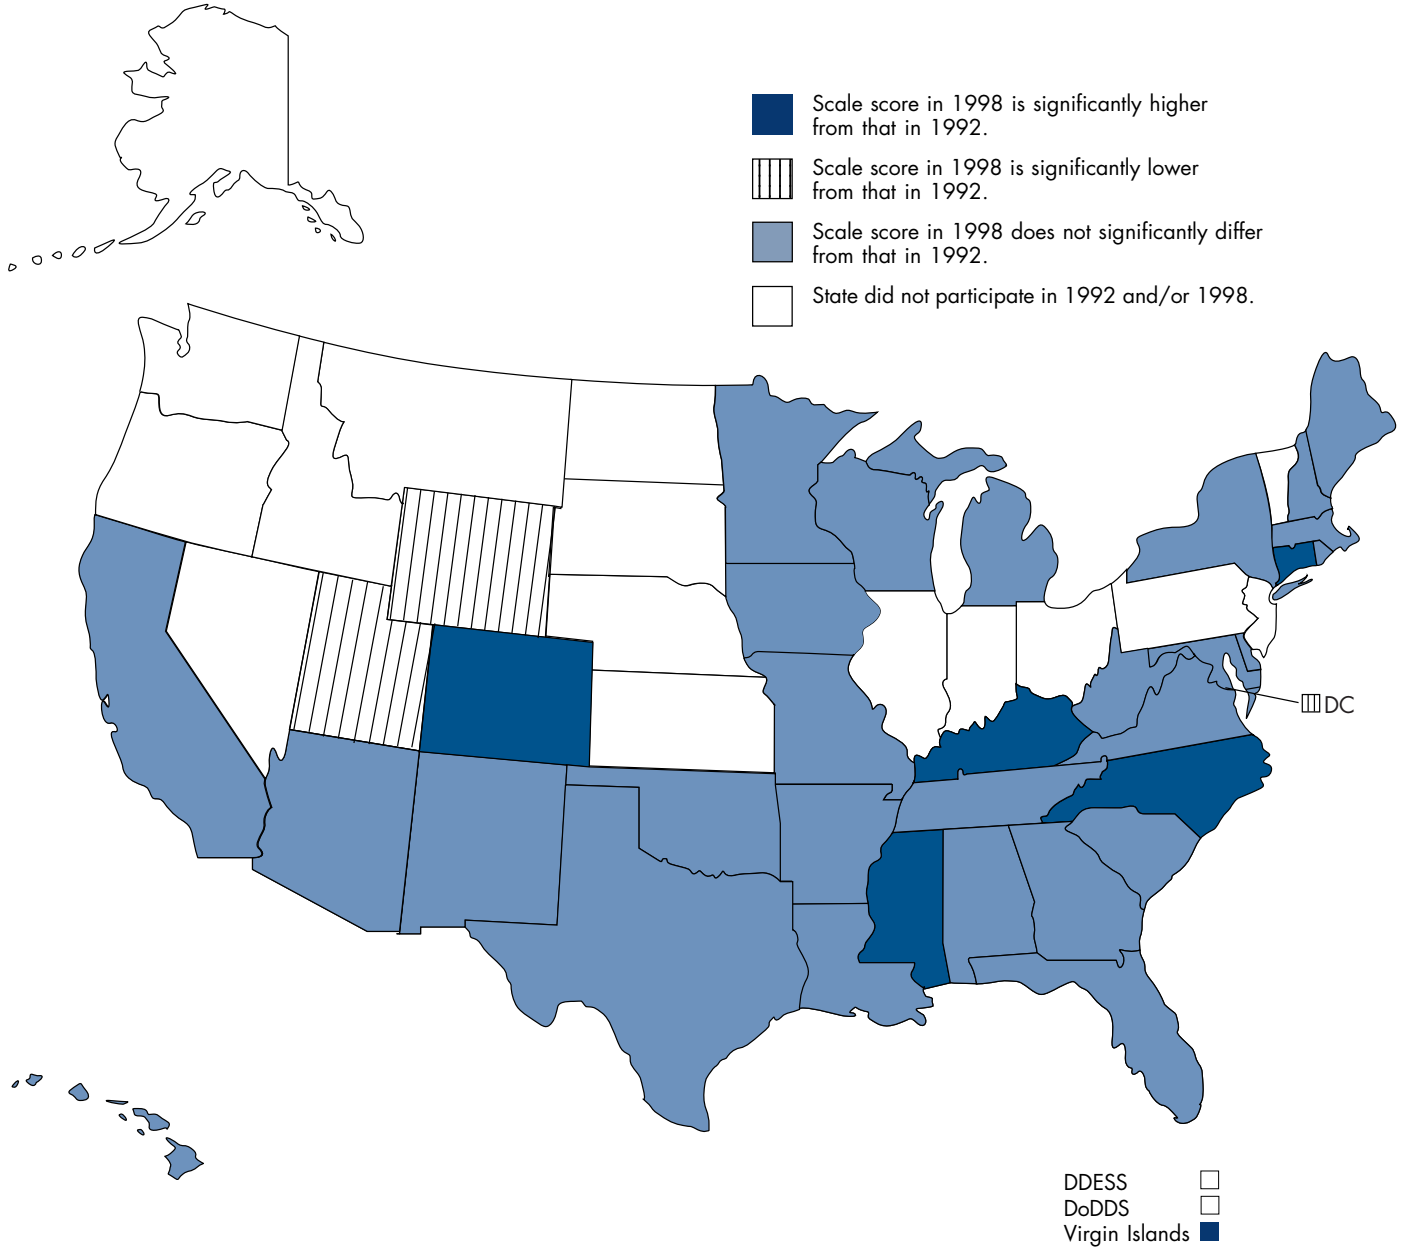 Scale score in 1998 is significantly higher
from that in 1992.
Scale score in 1998 is significantly lower
from that in 1992.
Scale score in 1998 does not significantly differ
from that in 1992.
State did not participate in 1992 and/or 1998.
DC
DDESS
DoDDS
Virgin Islands